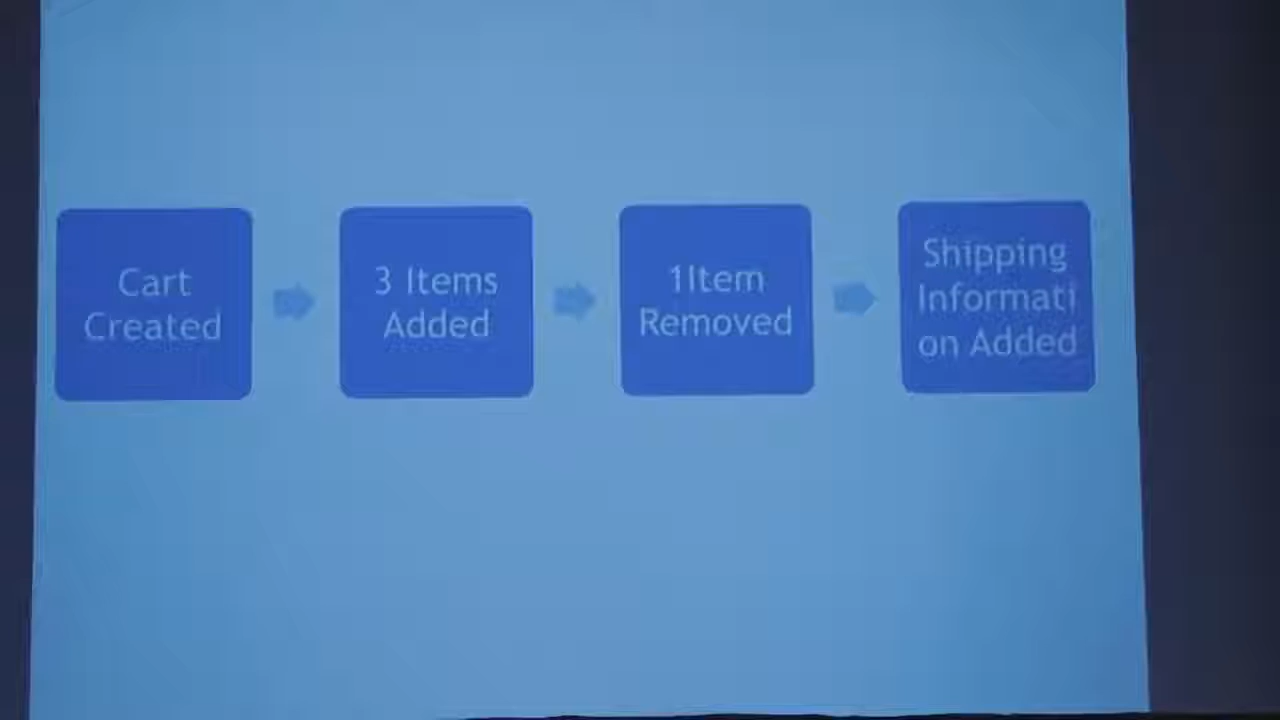 Cart
Created
3 Items
Added
1Item
Removed
Shipping
Informati
on Added